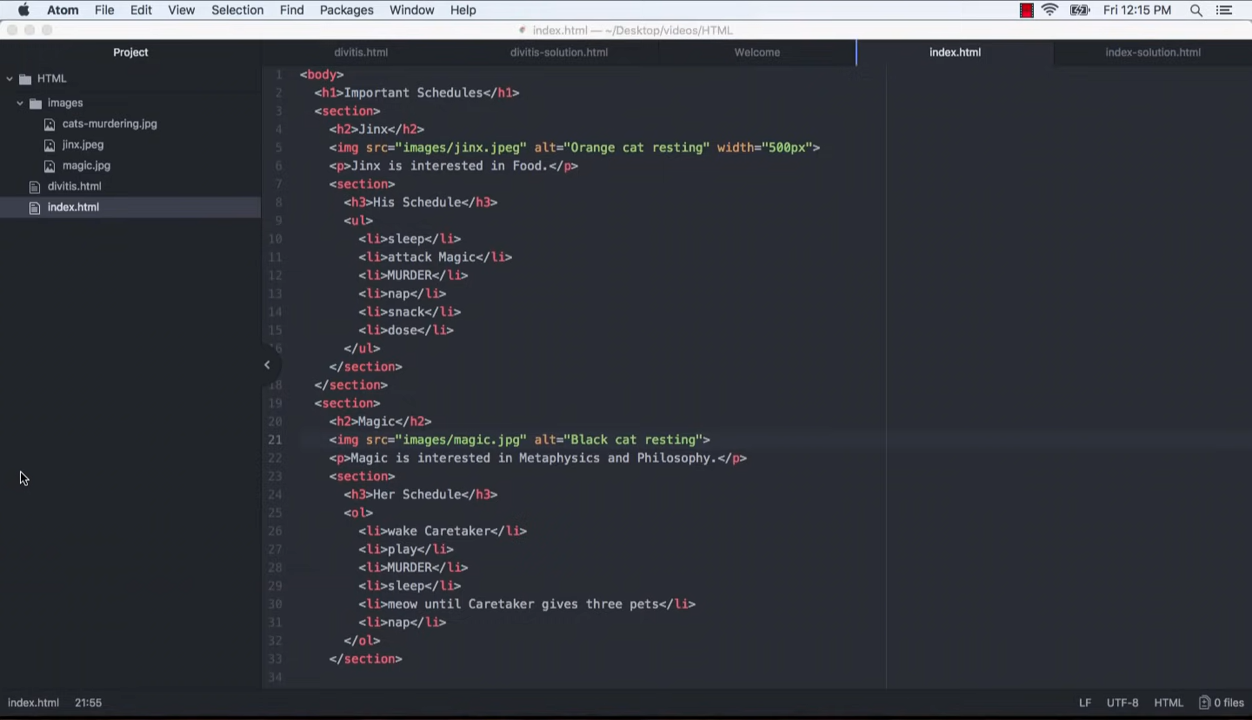 Atom File Edit View Selection Find Packages Window Help Fri 12:15 PM
index.html — ~/Desktop/videos/HTML
Project divitis.html divitis-solution.html Welcome index.html index-solution.html
HTML
images
cats-murdering.jpg
jinx.jpeg
magic.jpg
divitis.html
index.html
1 <body>
2 <h1>Important Schedules</h1>
3 <section>
4 <h2>Jinx</h2>
5 <img src="images/jinx.jpeg" alt="Orange cat resting" width="500px">
6 <p>Jinx is interested in Food.</p>
7 <section>
8 <h3>His Schedule</h3>
9 <ul>
10 <li>sleep</li>
11 <li>attack Magic</li>
12 <li>MURDER</li>
13 <li>nap</li>
14 <li>snack</li>
15 <li>dose</li>
16 </ul>
17 </section>
18 </section>
19 <section>
20 <h2>Magic</h2>
21 <img src="images/magic.jpg" alt="Black cat resting">
22 <p>Magic is interested in Metaphysics and Philosophy.</p>
23 <section>
24 <h3>Her Schedule</h3>
25 <ol>
26 <li>wake Caretaker</li>
27 <li>play</li>
28 <li>MURDER</li>
29 <li>sleep</li>
30 <li>meow until Caretaker gives three pets</li>
31 <li>nap</li>
32 </ol>
33 </section>
34
index.html 21:55 LF UTF-8 HTML 0 files